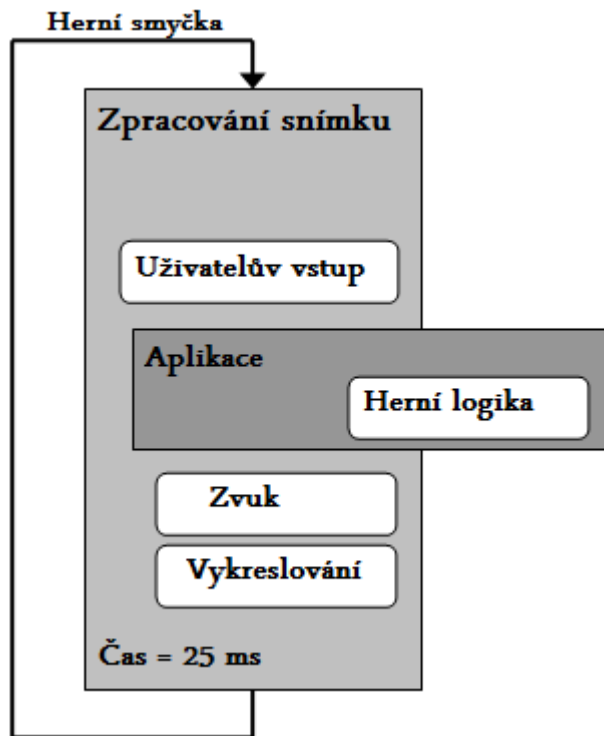 Herní smyčka
Zpracování snímku
Uživatelův vstup
Aplikace
Herní logika
Zvuk
Vykreslování
Čas = 25 ms